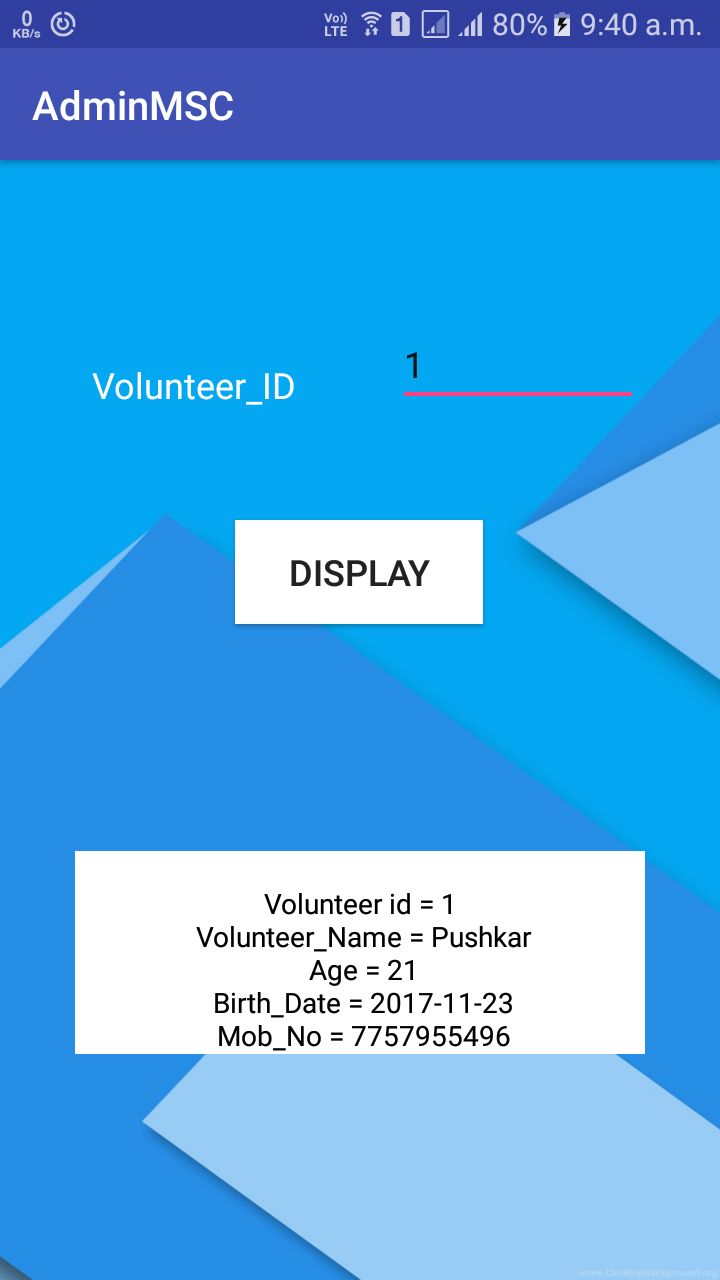 0 KB/s VoI) LTE 1 80% 9:40 a.m.
AdminMSC
Volunteer_ID 1
DISPLAY
Volunteer id = 1
Volunteer_Name = Pushkar
Age = 21
Birth_Date = 2017-11-23
Mob_No = 7757955496
www.DesktopBackground.org